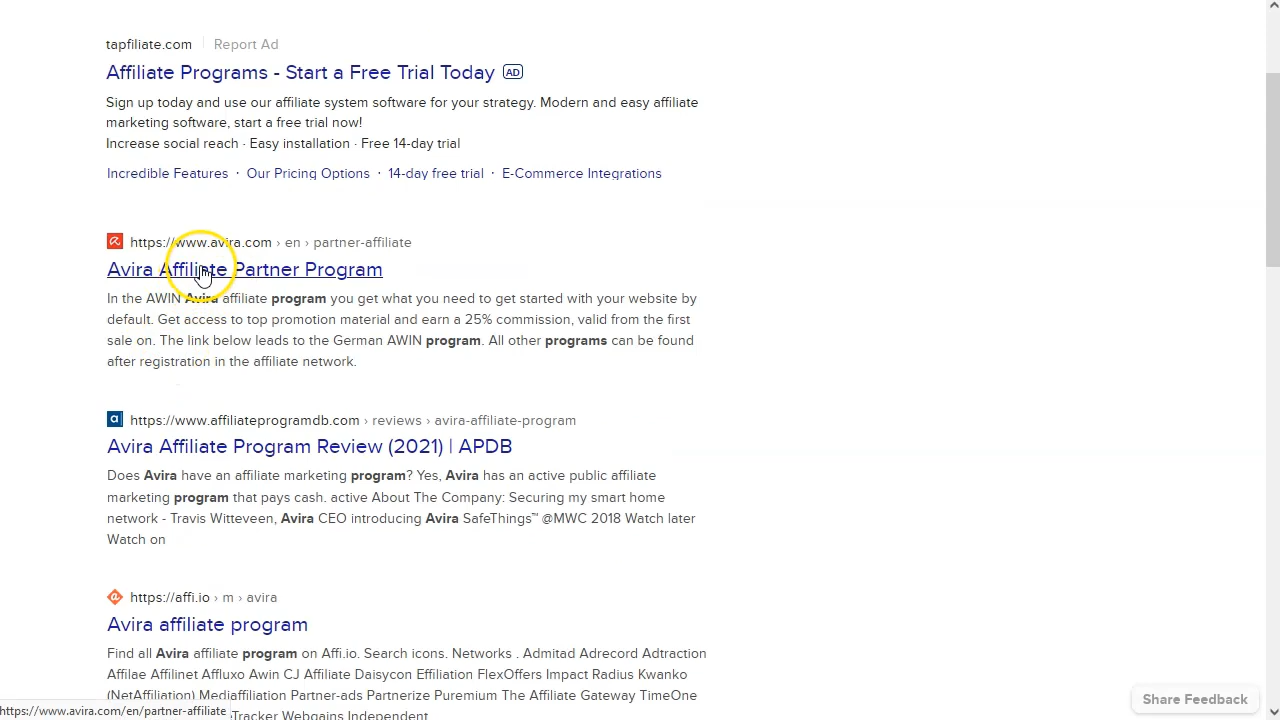 tapfiliate.com Report Ad
Affiliate Programs - Start a Free Trial Today AD
Sign up today and use our affiliate system software for your strategy. Modern and easy affiliate
marketing software, start a free trial now!
Increase social reach · Easy installation · Free 14-day trial
Incredible Features · Our Pricing Options · 14-day free trial · E-Commerce Integrations
https://www.avira.com › en › partner-affiliate
Avira Affiliate Partner Program
In the AWIN Avira affiliate program you get what you need to get started with your website by
default. Get access to top promotion material and earn a 25% commission, valid from the first
sale on. The link below leads to the German AWIN program. All other programs can be found
after registration in the affiliate network.
a https://www.affiliateprogramdb.com › reviews › avira-affiliate-program
Avira Affiliate Program Review (2021) | APDB
Does Avira have an affiliate marketing program? Yes, Avira has an active public affiliate
marketing program that pays cash. active About The Company: Securing my smart home
network - Travis Witteveen, Avira CEO introducing Avira SafeThings™ @MWC 2018 Watch later
Watch on
a https://affi.io › m › avira
Avira affiliate program
Find all Avira affiliate program on Affi.io. Search icons. Networks . Admitad Adrecord Adtraction
Affilae Affilinet Affluxo Awin CJ Affiliate Daisycon Effiliation FlexOffers Impact Radius Kwanko
(NetAffiliation) Mediaffiliation Partner-ads Partnerize Puremium The Affiliate Gateway TimeOne
Tracker Webgains Independent
Share Feedback
https://www.avira.com/en/partner-affiliate